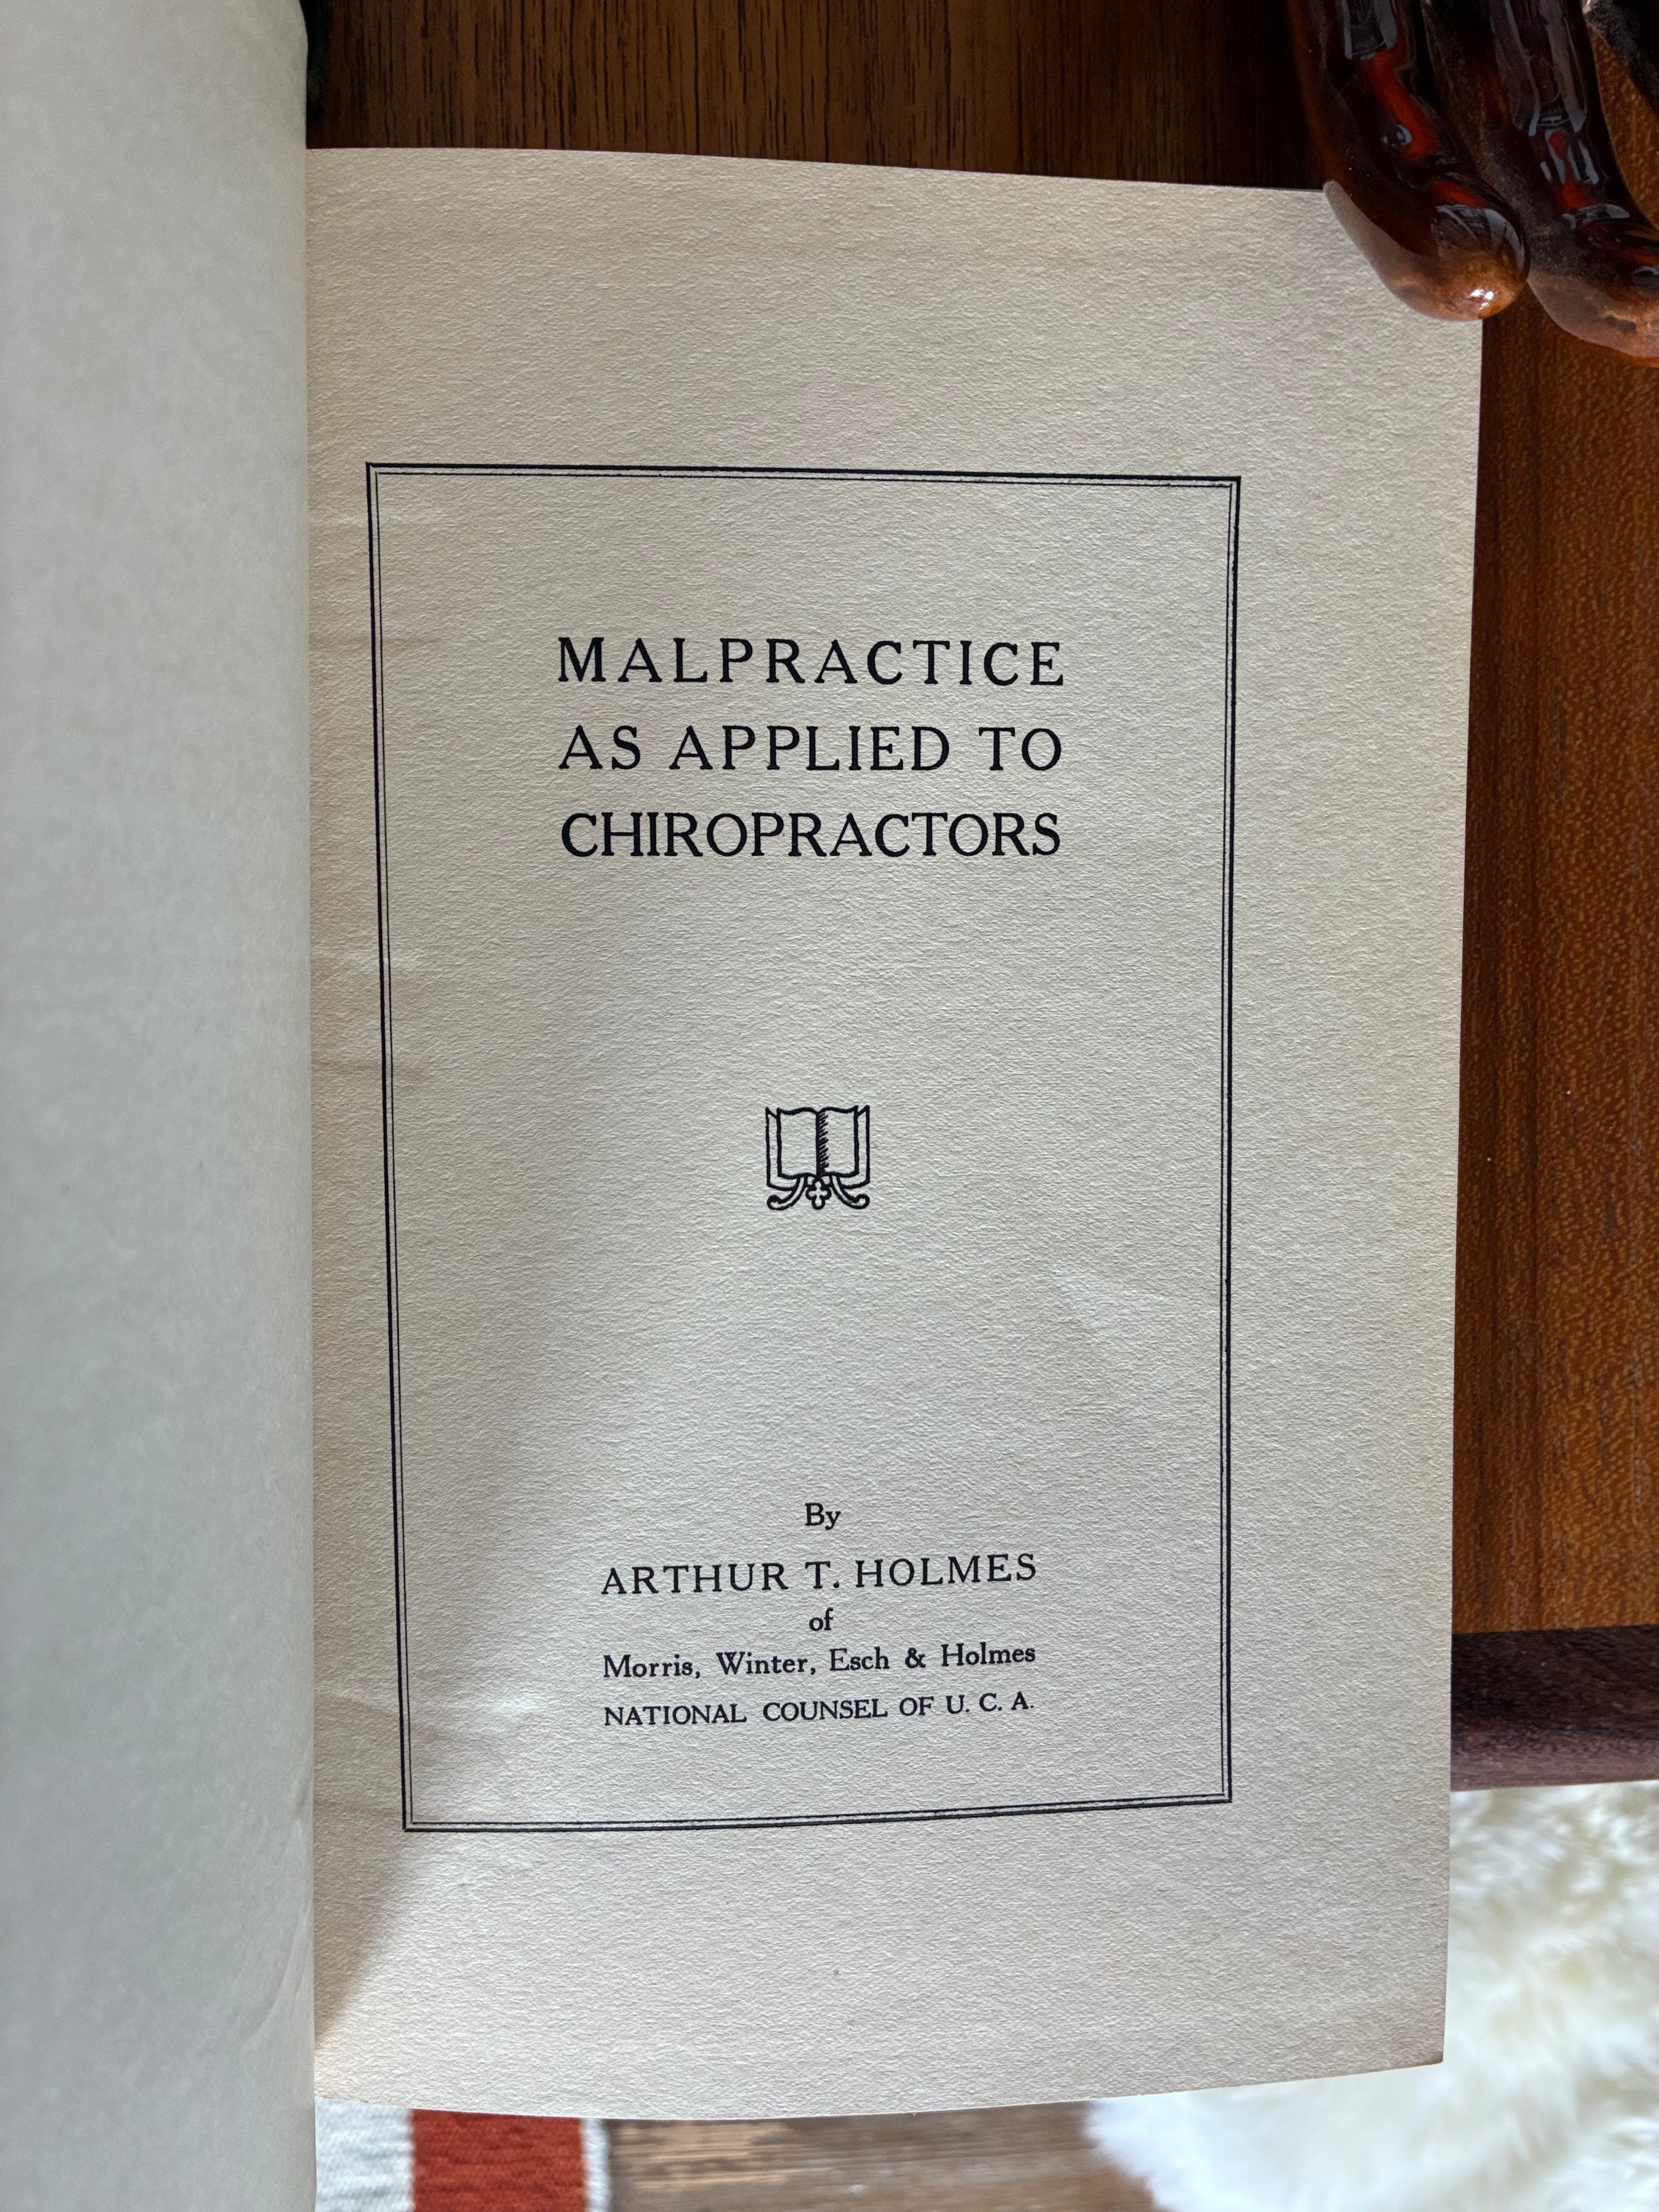 MALPRACTICE
AS APPLIED TO
CHIROPRACTORS
By
ARTHUR T. HOLMES
of
Morris, Winter, Esch & Holmes
NATIONAL COUNSEL OF U. C. A.